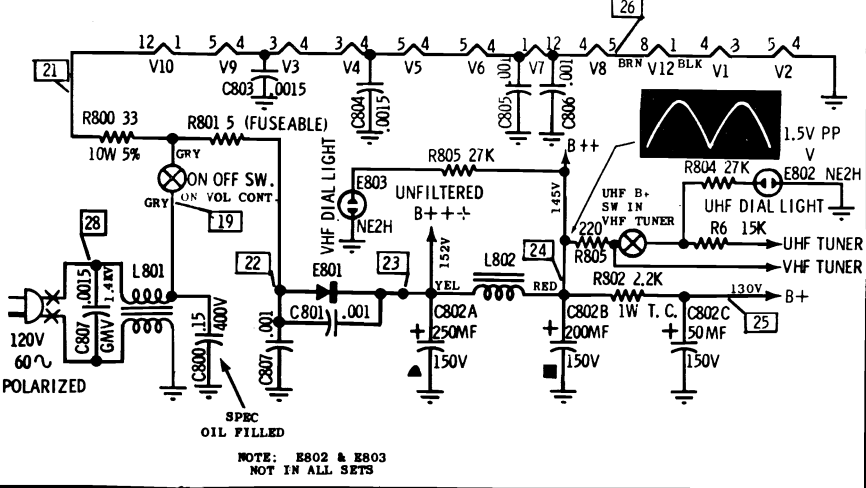 26
12 1 5 4 3 4 3 4 5 4 5 4 1 12 4 5 8 1 4 3 5 4
V10 V9 V3 V4 V5 V6 V7 V8 BRN V12 BLK V1 V2
21
C803 .0015
C804 .0015
C805 .001
C806 .001
R800 33
10W 5%
R801 5 (FUSEABLE)
GRY
ON OFF SW.
ON VOL CONT.
GRY
19
VHF DIAL LIGHT
E803
NE2H
R805 27K
UNFILTERED
B+++
152V
B++
145V
1.5V PP
V
R804 27K
E802 NE2H
UHF DIAL LIGHT
UHF B+
SW IN
VHF TUNER
220
R805
R6 15K
UHF TUNER
VHF TUNER
28
L801
.0015
1.4KV
C807
GMV
120V
60∿
POLARIZED
C800 .15
400V
SPEC
OIL FILLED
22
E801
C801 .001
C807 .001
23
YEL
L802
RED
24
C802A
+ 250MF
150V
C802B
+ 200MF
150V
R802 2.2K
1W T. C.
C802C
+ 50MF
150V
130V
B+
25
NOTE: E802 & E803
NOT IN ALL SETS